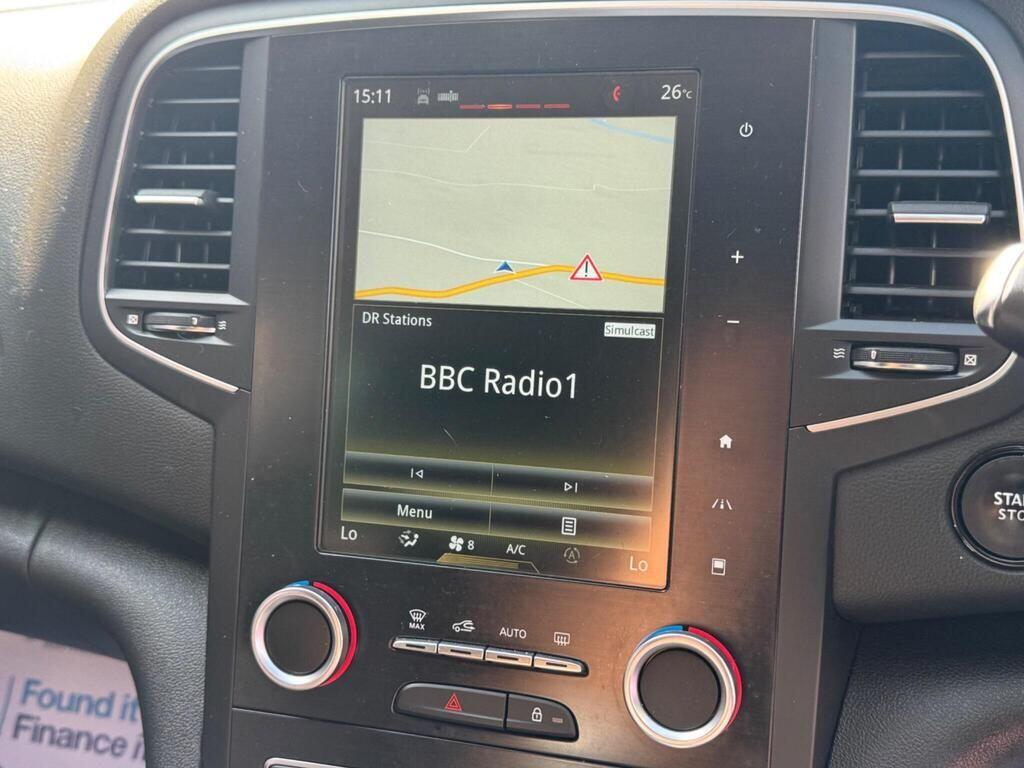 15:11
26°C
DR Stations
Simulcast
BBC Radio1
Menu
Lo
8
A/C
Lo
MAX
AUTO
Found it
Finance i
STA
STO